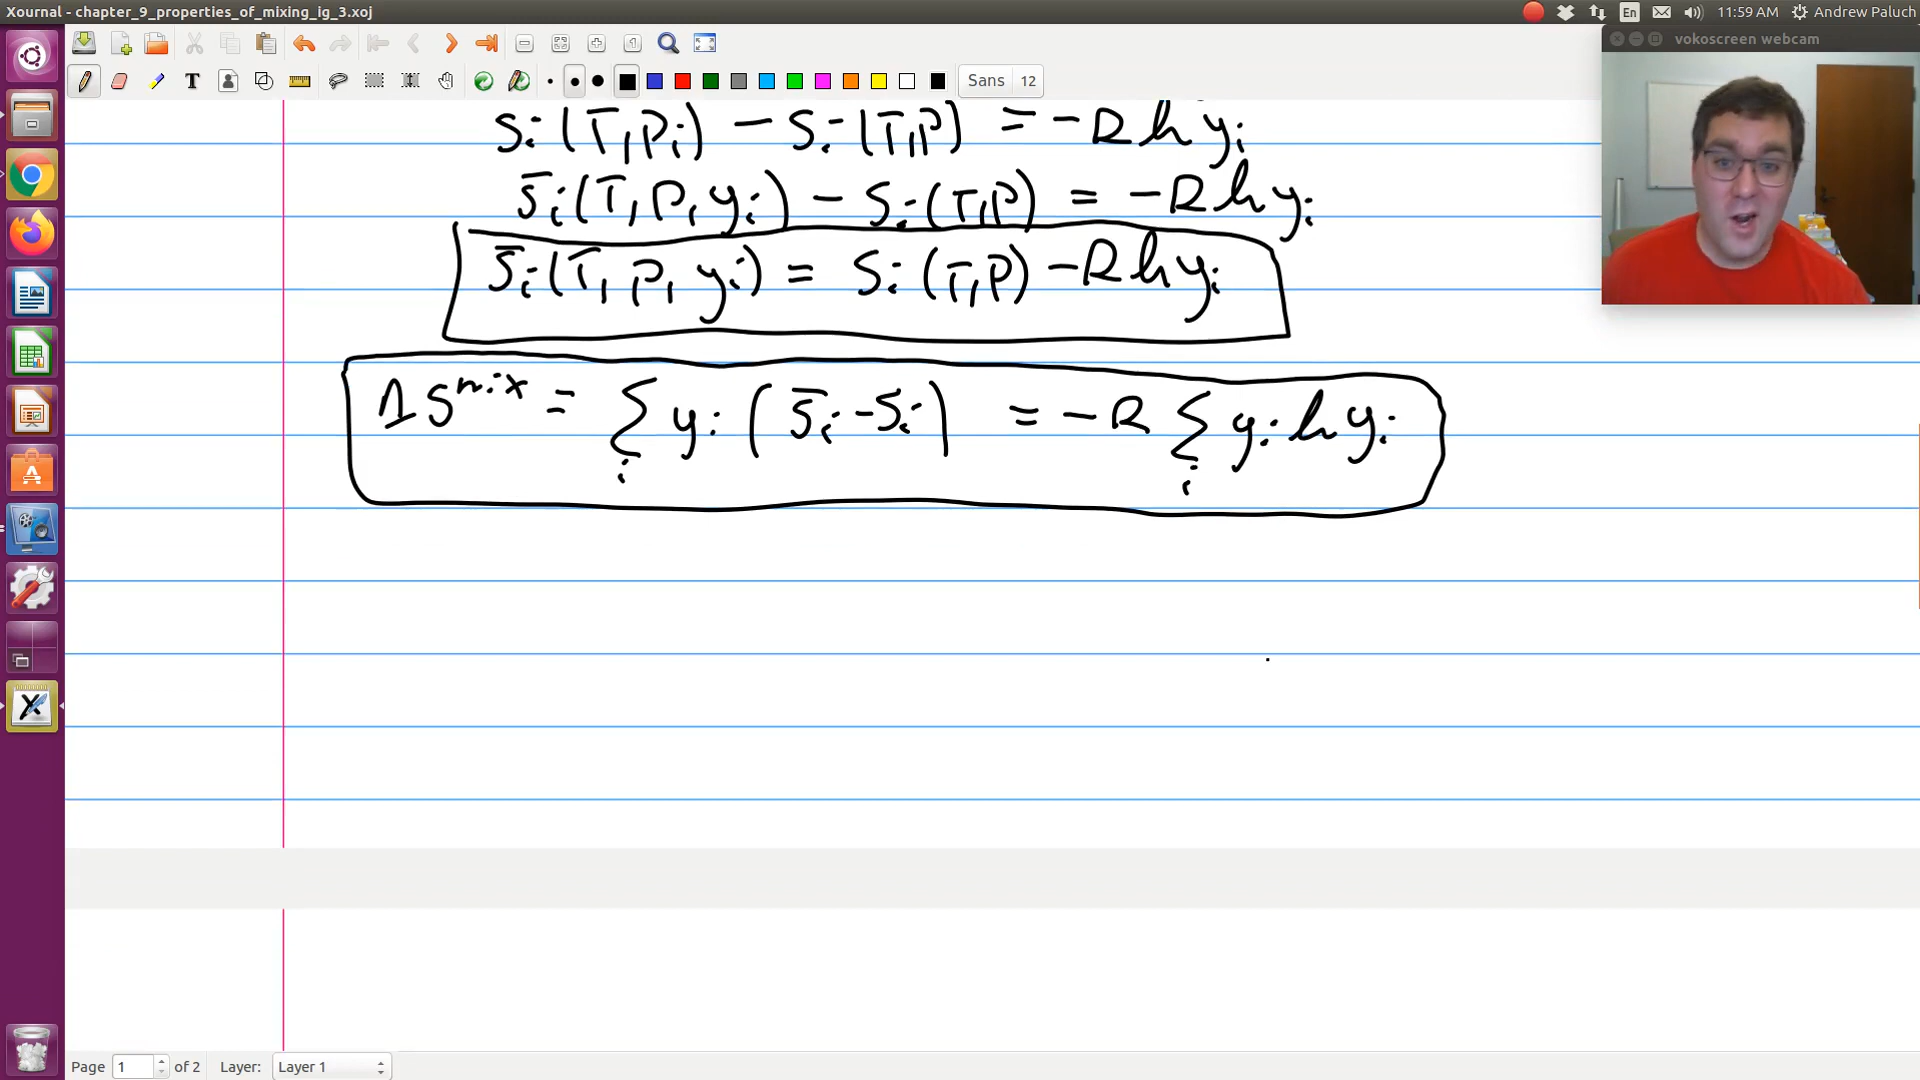 Xournal - chapter_9_properties_of_mixing_ig_3.xoj
En
11:59 AM
Andrew Paluch
vokoscreen webcam
Sans 12
Sᵢ(T,Pᵢ) − Sᵢ(T,P) = −R ln yᵢ
S̄ᵢ(T,P,yᵢ) − Sᵢ(T,P) = −R ln yᵢ
S̄ᵢ(T,P,yᵢ) = Sᵢ(T,P) − R ln yᵢ
ΔS^mix = Σᵢ yᵢ (S̄ᵢ − Sᵢ) = −R Σᵢ yᵢ ln yᵢ
Page 1 of 2 Layer: Layer 1